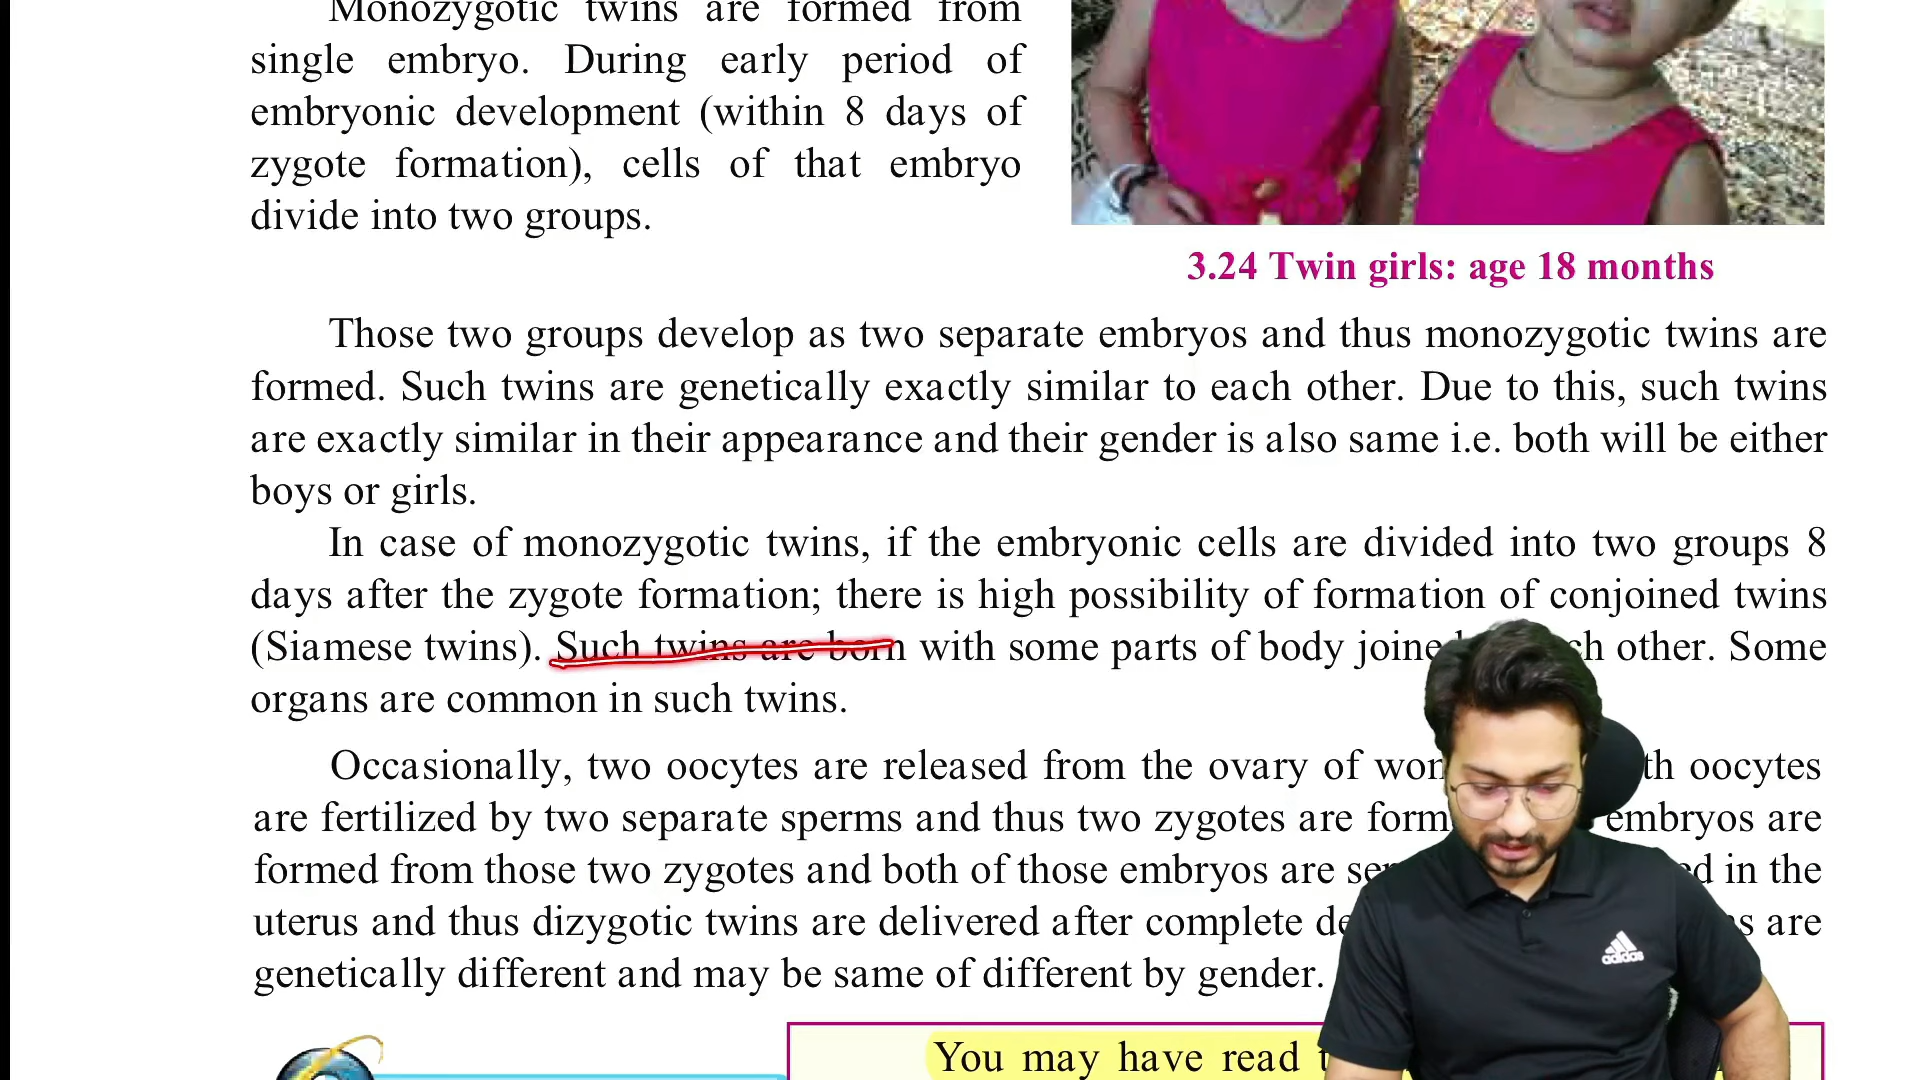 Monozygotic twins are formed from
single embryo. During early period of
embryonic development (within 8 days of
zygote formation), cells of that embryo
divide into two groups.
3.24 Twin girls: age 18 months
Those two groups develop as two separate embryos and thus monozygotic twins are
formed. Such twins are genetically exactly similar to each other. Due to this, such twins
are exactly similar in their appearance and their gender is also same i.e. both will be either
boys or girls.
In case of monozygotic twins, if the embryonic cells are divided into two groups 8
days after the zygote formation; there is high possibility of formation of conjoined twins
(Siamese twins). Such twins are born with some parts of body other. Some
organs are common in such twins.
Occasionally, two oocytes are released from the ovary of oocytes
are fertilized by two separate sperms and thus two zygotes are embryos are
formed from those two zygotes and both of those embryos are in the
uterus and thus dizygotic twins are delivered after complete are
genetically different and may be same of different by gender.
adidas
You may have read